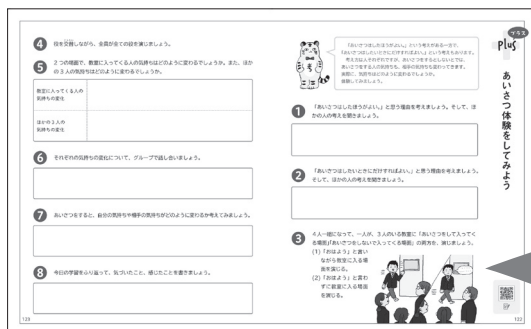 プラス
Plus
あいさつ体験をしてみよう
「あいさつはしたほうがよい。」という考えがある一方で、
「あいさつはしたいときにだけすればよい。」という考えもあります。
考え方は人それぞれですが、あいさつをするしないとでは、
あいさつをする人の気持ちも、相手の気持ちも変わってきます。
実際に、気持ちはどのように変わるでしょうか。
体験してみましょう。
1 「あいさつはしたほうがよい。」と思う理由を考えましょう。そして、ほ
かの人の考えを聞きましょう。
2 「あいさつはしたいときにだけすればよい。」と思う理由を考えましょう。
そして、ほかの人の考えを聞きましょう。
3 4人一組になって、一人が、3人のいる教室に「あいさつをして入ってく
る場面」「あいさつをしないで入ってくる場面」の両方を、演じましょう。
(1)「おはよう」と言い
ながら教室に入る場
面を演じる。
(2)「おはよう」と言わ
ずに教室に入る場面
を演じる。
122
4 役を交替しながら、全員が全ての役を演じましょう。
5 2つの場面で、教室に入ってくる人の気持ちはどのように変わるでしょうか。また、ほか
の3人の気持ちはどのように変わるでしょうか。
教室に入ってくる人の
気持ちの変化
ほかの3人の
気持ちの変化
6 それぞれの気持ちの変化について、グループで話し合いましょう。
7 あいさつをすると、自分の気持ちや相手の気持ちがどのように変わるか考えてみましょう。
8 今日の学習をふり返って、気づいたこと、感じたことを書きましょう。
123